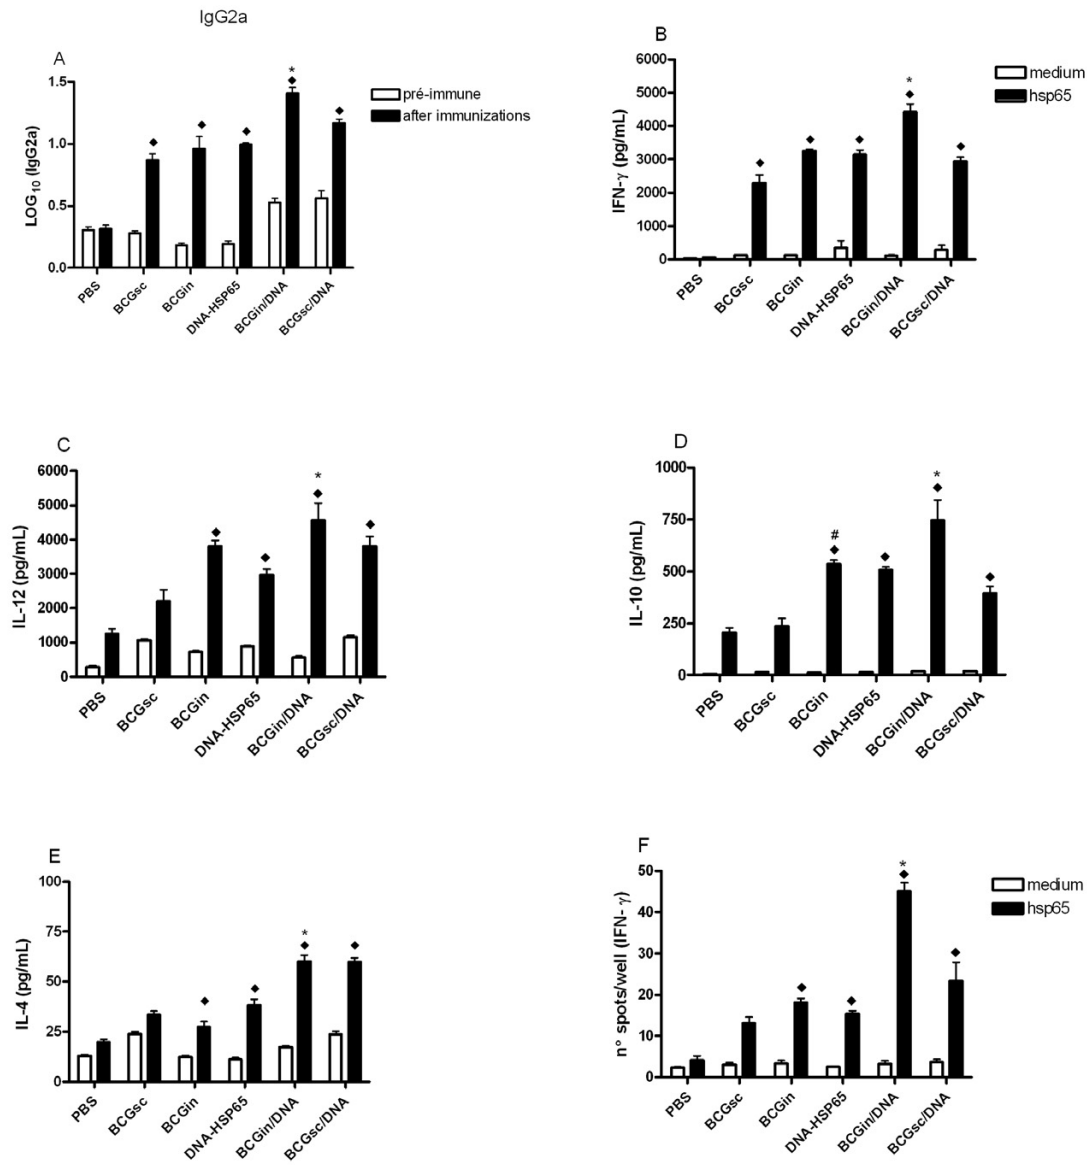 IgG2a
A
LOG10 (IgG2a)
1.5
1.0
0.5
0.0
*
◆ ◆ ◆ ◆ ◆
PBS
BCGsc
BCGin
DNA-HSP65
BCGin/DNA
BCGsc/DNA
pré-immune
after immunizations
B
IFN-γ (pg/mL)
6000
5000
4000
3000
2000
1000
0
*
◆ ◆ ◆ ◆ ◆
PBS
BCGsc
BCGin
DNA-HSP65
BCGin/DNA
BCGsc/DNA
medium
hsp65
C
IL-12 (pg/mL)
6000
5000
4000
3000
2000
1000
0
*
◆ ◆ ◆ ◆
PBS
BCGsc
BCGin
DNA-HSP65
BCGin/DNA
BCGsc/DNA
D
IL-10 (pg/mL)
1000
750
500
250
0
# *
◆ ◆ ◆ ◆
PBS
BCGsc
BCGin
DNA-HSP65
BCGin/DNA
BCGsc/DNA
E
IL-4 (pg/mL)
100
75
50
25
0
*
◆ ◆ ◆ ◆
PBS
BCGsc
BCGin
DNA-HSP65
BCGin/DNA
BCGsc/DNA
F
n° spots/well (IFN- γ)
50
40
30
20
10
0
*
◆ ◆ ◆ ◆
PBS
BCGsc
BCGin
DNA-HSP65
BCGin/DNA
BCGsc/DNA
medium
hsp65